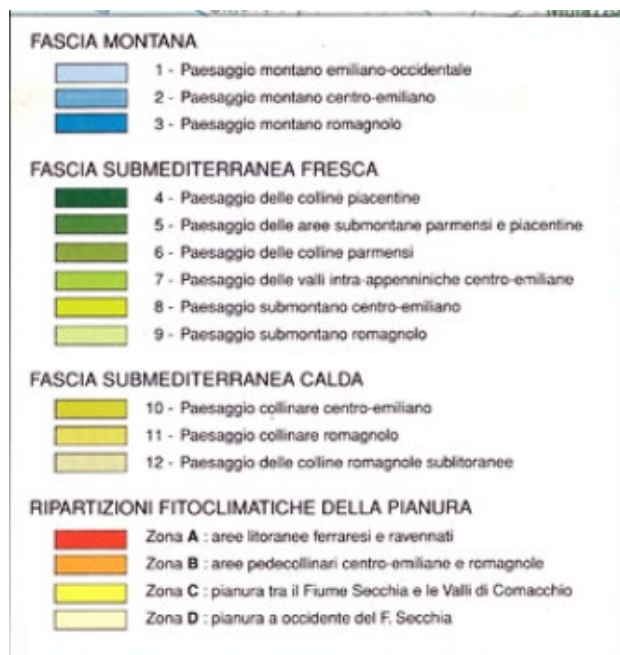 Mulazzo
FASCIA MONTANA
1 - Paesaggio montano emiliano-occidentale
2 - Paesaggio montano centro-emiliano
3 - Paesaggio montano romagnolo
FASCIA SUBMEDITERRANEA FRESCA
4 - Paesaggio delle colline piacentine
5 - Paesaggio delle aree submontane parmensi e piacentine
6 - Paesaggio delle colline parmensi
7 - Paesaggio delle valli intra-appenniniche centro-emiliane
8 - Paesaggio submontano centro-emiliano
9 - Paesaggio submontano romagnolo
FASCIA SUBMEDITERRANEA CALDA
10 - Paesaggio collinare centro-emiliano
11 - Paesaggio collinare romagnolo
12 - Paesaggio delle colline romagnole sublitoranee
RIPARTIZIONI FITOCLIMATICHE DELLA PIANURA
Zona A : aree litoranee ferraresi e ravennati
Zona B : aree pedecollinari centro-emiliane e romagnole
Zona C : pianura tra il Fiume Secchia e le Valli di Comacchio
Zona D : pianura a occidente del F. Secchia